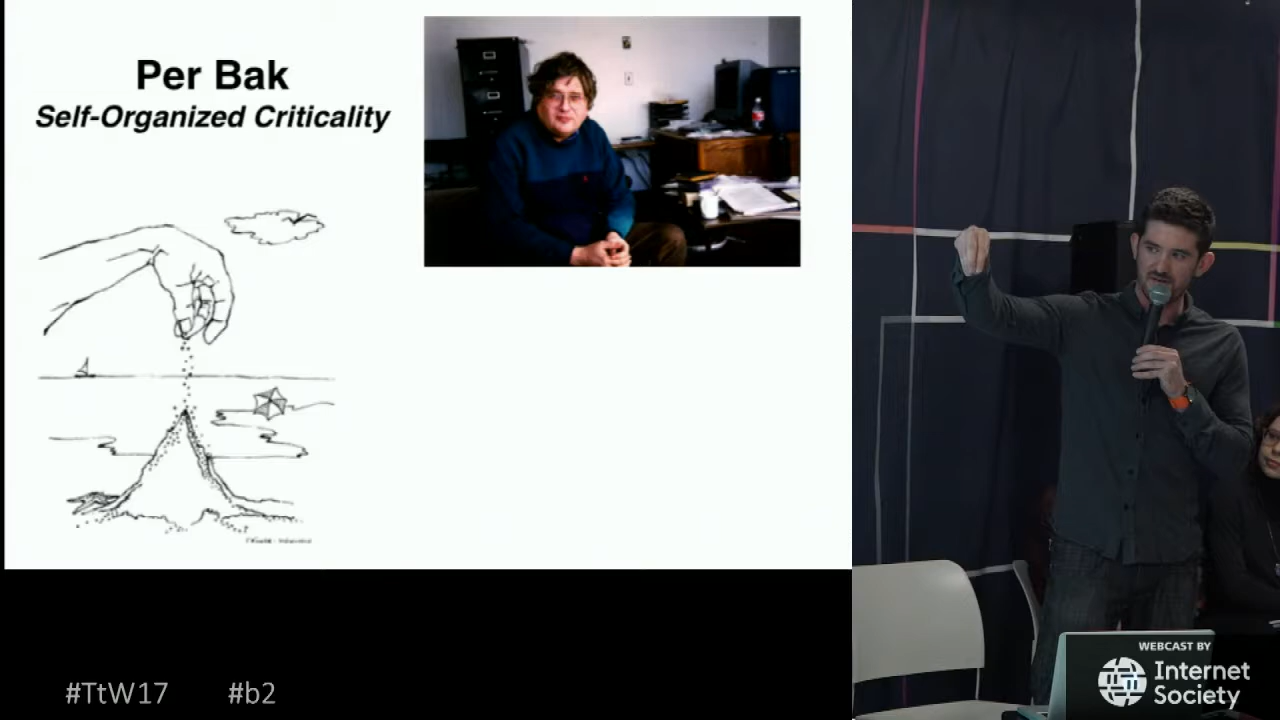 Per Bak
Self-Organized Criticality
#TtW17 #b2
WEBCAST BY
Internet
Society